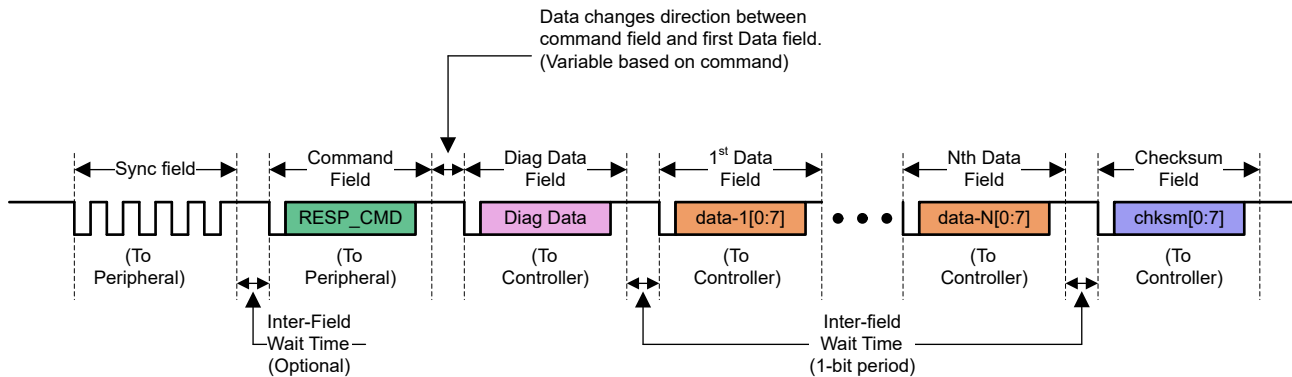 Data changes direction between
command field and first Data field.
(Variable based on command)
Sync field
Command
Field
Diag Data
Field
1st Data
Field
Nth Data
Field
Checksum
Field
RESP_CMD
Diag Data
data-1[0:7]
data-N[0:7]
chksm[0:7]
(To
Peripheral)
(To
Peripheral)
(To
Controller)
(To
Controller)
(To
Controller)
(To
Controller)
Inter-Field
Wait Time
(Optional)
Inter-field
Wait Time
(1-bit period)